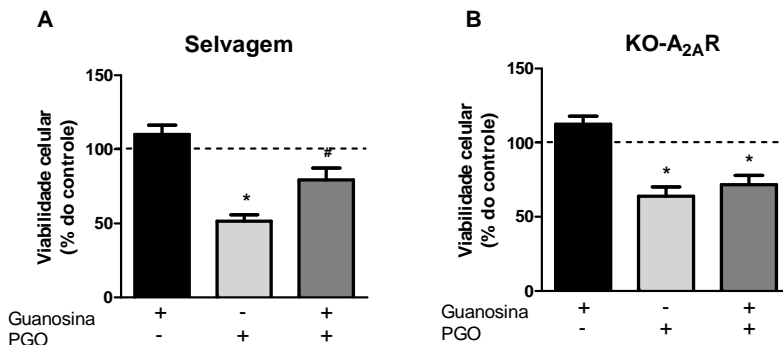 A
Selvagem
Viabilidade celular
(% do controle)
150
100
50
0
*
#
Guanosina + - +
PGO - + +
B
KO-A2AR
Viabilidade celular
(% do controle)
150
100
50
0
*
*
Guanosina + - +
PGO - + +